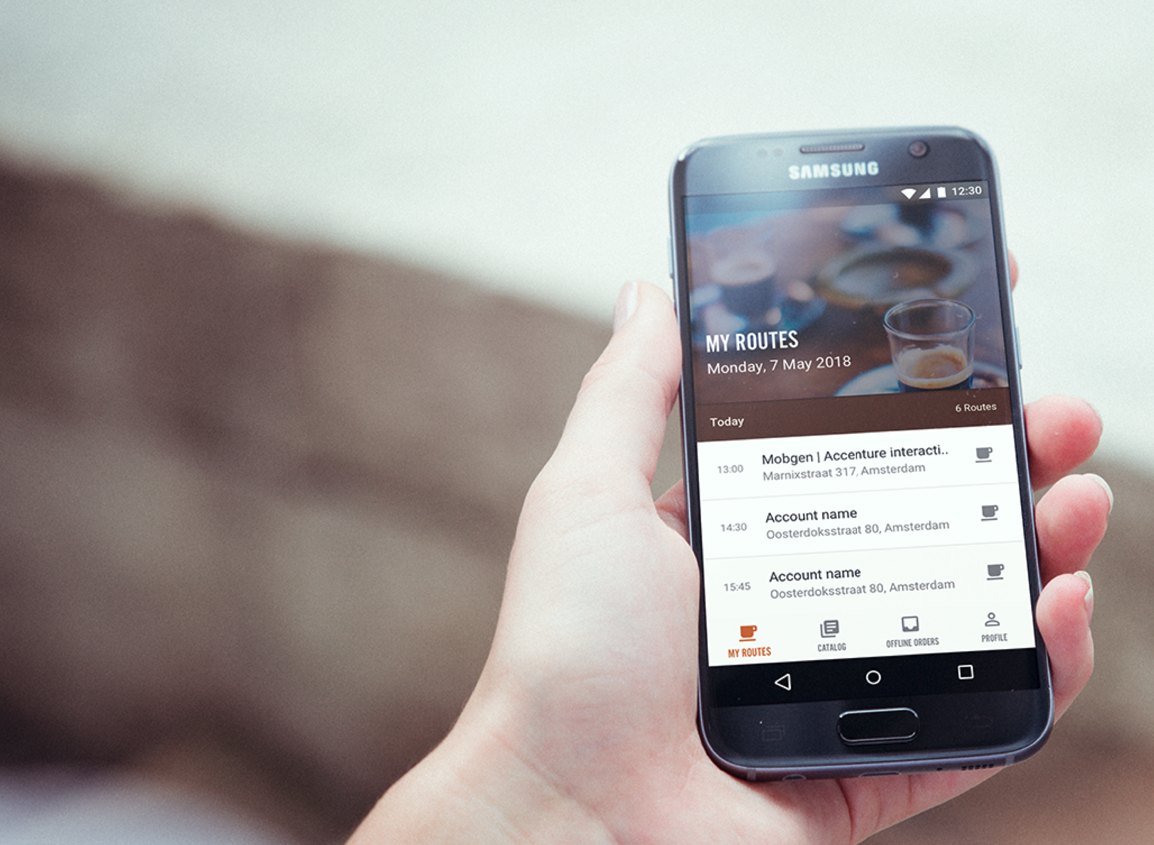 SAMSUNG
12:30
MY ROUTES
Monday, 7 May 2018
Today
6 Routes
13:00
Mobgen | Accenture interacti..
Marnixstraat 317, Amsterdam
14:30
Account name
Oosterdoksstraat 80, Amsterdam
15:45
Account name
Oosterdoksstraat 80, Amsterdam
MY ROUTES
CATALOG
OFFLINE ORDERS
PROFILE